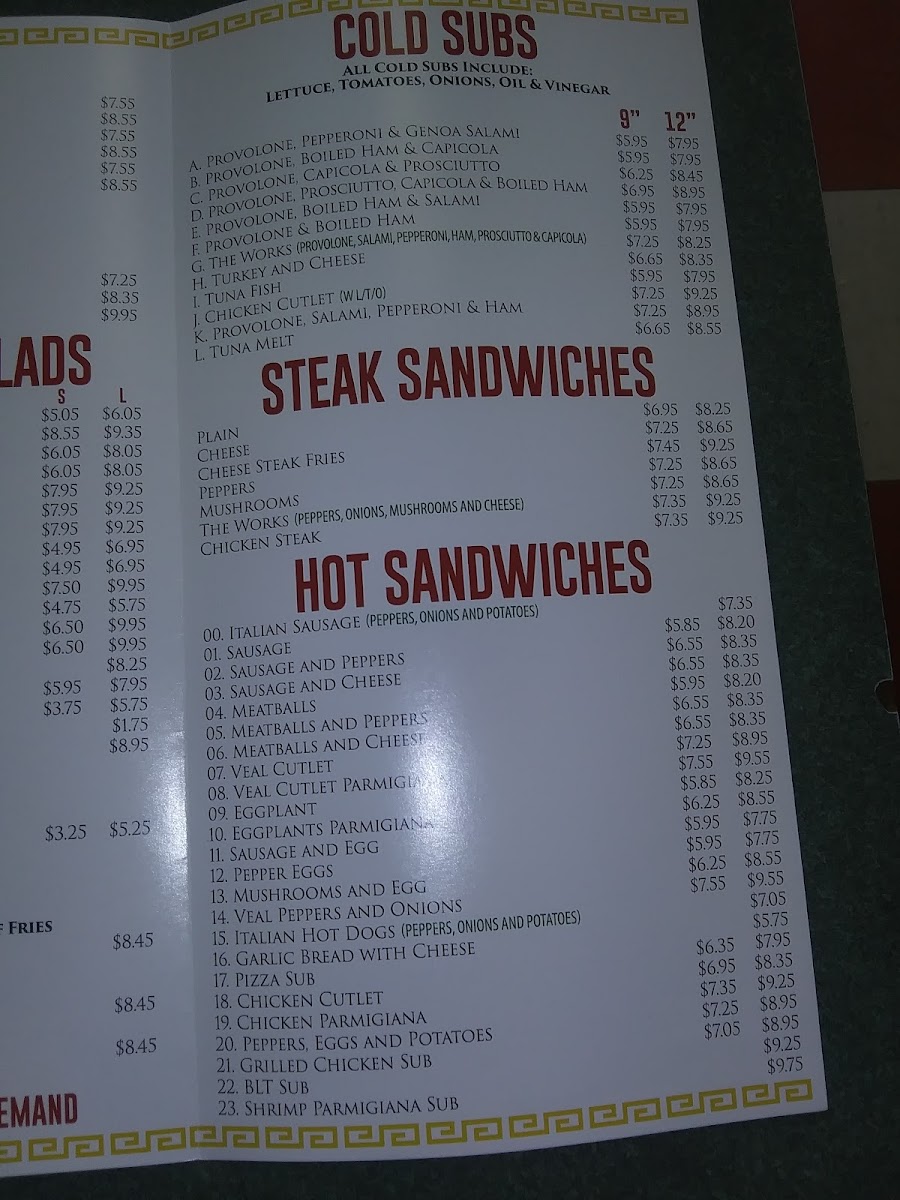 $7.55
$8.55
$7.55
$8.55
$7.55
$8.55
$7.25
$8.35
$9.95
LADS
S L
$5.05 $6.05
$8.55 $9.35
$6.05 $8.05
$6.05 $8.05
$7.95 $9.25
$7.95 $9.25
$7.95 $9.25
$4.95 $6.95
$4.95 $6.95
$7.50 $9.95
$4.75 $5.75
$6.50 $9.95
$6.50 $9.95
$8.25
$5.95 $7.95
$3.75 $5.75
$1.75
$8.95
$3.25 $5.25
F FRIES
$8.45
$8.45
$8.45
EMAND
COLD SUBS
ALL COLD SUBS INCLUDE:
LETTUCE, TOMATOES, ONIONS, OIL & VINEGAR
9" 12"
A. PROVOLONE, PEPPERONI & GENOA SALAMI $5.95 $7.95
B. PROVOLONE, BOILED HAM & CAPICOLA $5.95 $7.95
C. PROVOLONE, CAPICOLA & PROSCIUTTO $6.25 $8.45
D. PROVOLONE, PROSCIUTTO, CAPICOLA & BOILED HAM $6.95 $8.95
E. PROVOLONE, BOILED HAM & SALAMI $5.95 $7.95
F. PROVOLONE & BOILED HAM $5.95 $7.95
G. THE WORKS (PROVOLONE, SALAMI, PEPPERONI, HAM, PROSCIUTTO & CAPICOLA) $7.25 $8.25
H. TURKEY AND CHEESE $6.65 $8.35
I. TUNA FISH $5.95 $7.95
J. CHICKEN CUTLET (W L/T/O) $7.25 $9.25
K. PROVOLONE, SALAMI, PEPPERONI & HAM $7.25 $8.95
L. TUNA MELT $6.65 $8.55
STEAK SANDWICHES
PLAIN $6.95 $8.25
CHEESE $7.25 $8.65
CHEESE STEAK FRIES $7.45 $9.25
PEPPERS $7.25 $8.65
MUSHROOMS $7.25 $8.65
THE WORKS (PEPPERS, ONIONS, MUSHROOMS AND CHEESE) $7.35 $9.25
CHICKEN STEAK $7.35 $9.25
HOT SANDWICHES
00. ITALIAN SAUSAGE (PEPPERS, ONIONS AND POTATOES) $7.35
01. SAUSAGE $5.85 $8.20
02. SAUSAGE AND PEPPERS $6.55 $8.35
03. SAUSAGE AND CHEESE $6.55 $8.35
04. MEATBALLS $5.95 $8.20
05. MEATBALLS AND PEPPERS $6.55 $8.35
06. MEATBALLS AND CHEESE $6.55 $8.35
07. VEAL CUTLET $7.25 $8.95
08. VEAL CUTLET PARMIGIANA $7.55 $9.55
09. EGGPLANT $5.85 $8.25
10. EGGPLANTS PARMIGIANA $6.25 $8.55
11. SAUSAGE AND EGG $5.95 $7.75
12. PEPPER EGGS $5.95 $7.75
13. MUSHROOMS AND EGG $6.25 $8.55
14. VEAL PEPPERS AND ONIONS $7.55 $9.55
15. ITALIAN HOT DOGS (PEPPERS, ONIONS AND POTATOES) $7.05
16. GARLIC BREAD WITH CHEESE $5.75
17. PIZZA SUB $6.35 $7.95
18. CHICKEN CUTLET $6.95 $8.35
19. CHICKEN PARMIGIANA $7.35 $9.25
20. PEPPERS, EGGS AND POTATOES $7.25 $8.95
21. GRILLED CHICKEN SUB $7.05 $8.95
22. BLT SUB $9.25
23. SHRIMP PARMIGIANA SUB $9.75